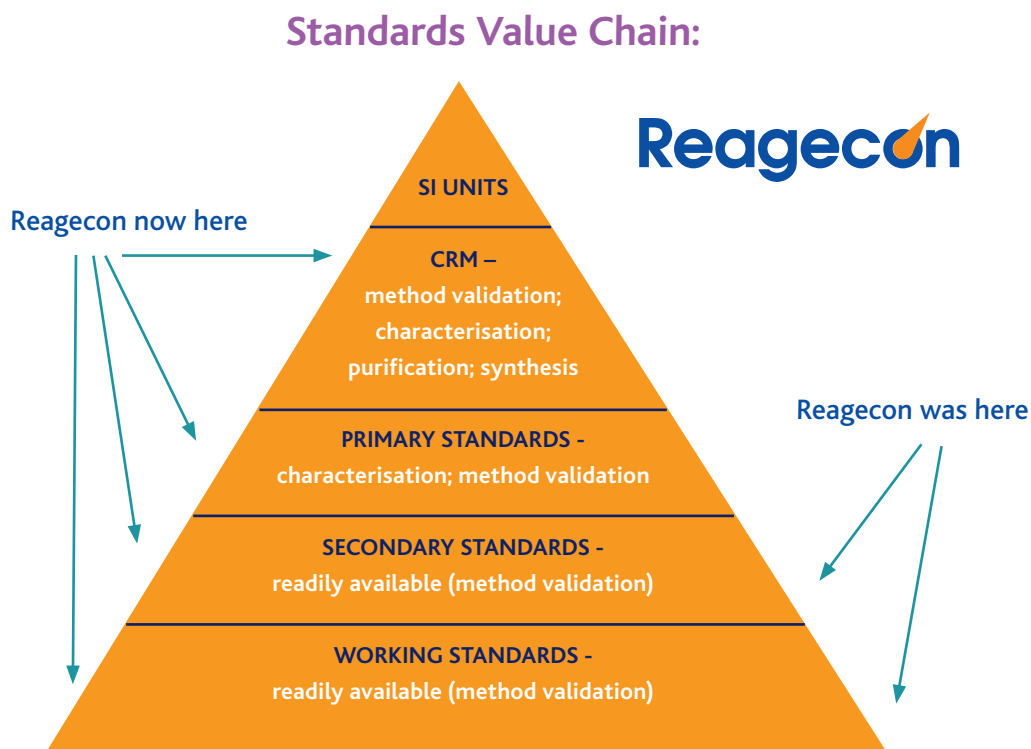 Standards Value Chain:
Reagecon
SI UNITS
Reagecon now here
CRM –
method validation;
characterisation;
purification; synthesis
Reagecon was here
PRIMARY STANDARDS -
characterisation; method validation
SECONDARY STANDARDS -
readily available (method validation)
WORKING STANDARDS -
readily available (method validation)